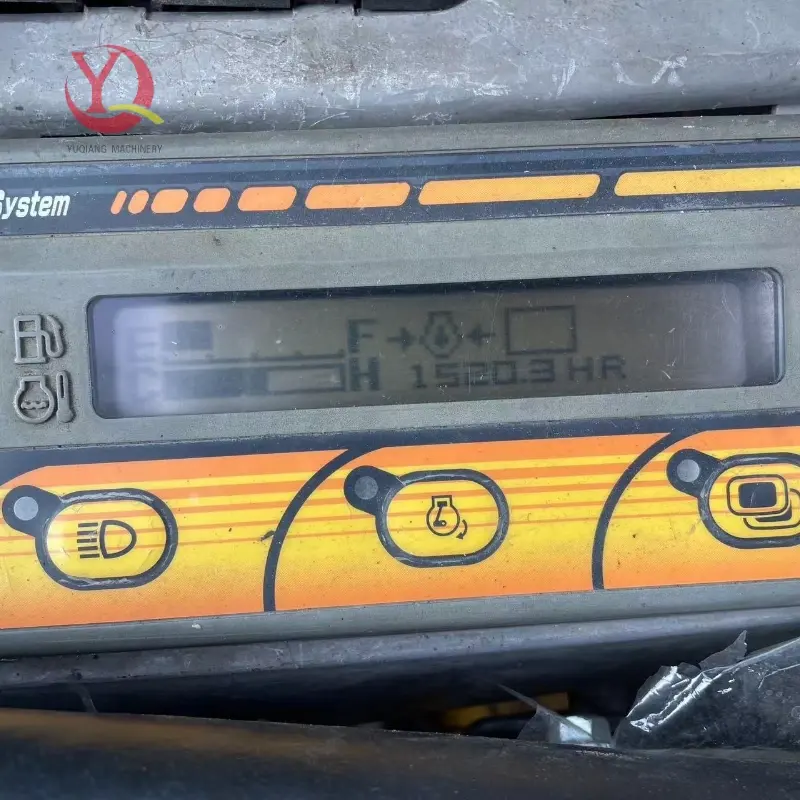 YQ
YUQIANG MACHINERY
System
E F
C H 1520.3 HR